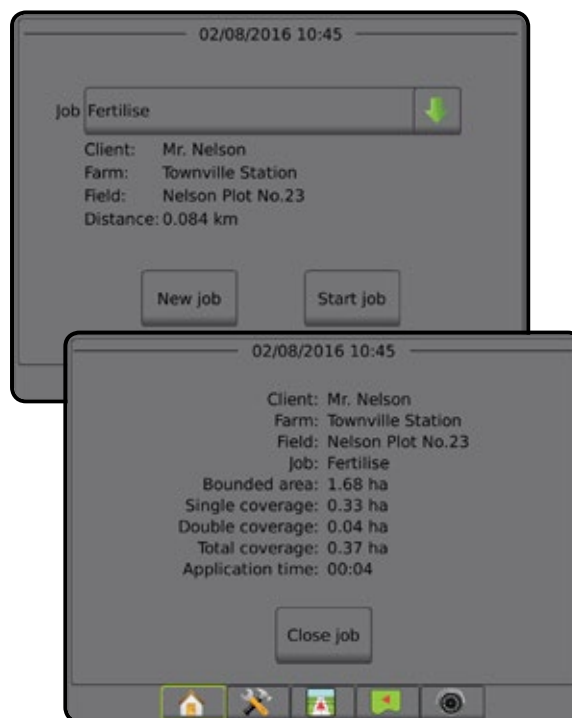 02/08/2016 10:45
Job Fertilise
Client: Mr. Nelson
Farm: Townville Station
Field: Nelson Plot No.23
Distance: 0.084 km
New job Start job
02/08/2016 10:45
Client: Mr. Nelson
Farm: Townville Station
Field: Nelson Plot No.23
Job: Fertilise
Bounded area: 1.68 ha
Single coverage: 0.33 ha
Double coverage: 0.04 ha
Total coverage: 0.37 ha
Application time: 00:04
Close job